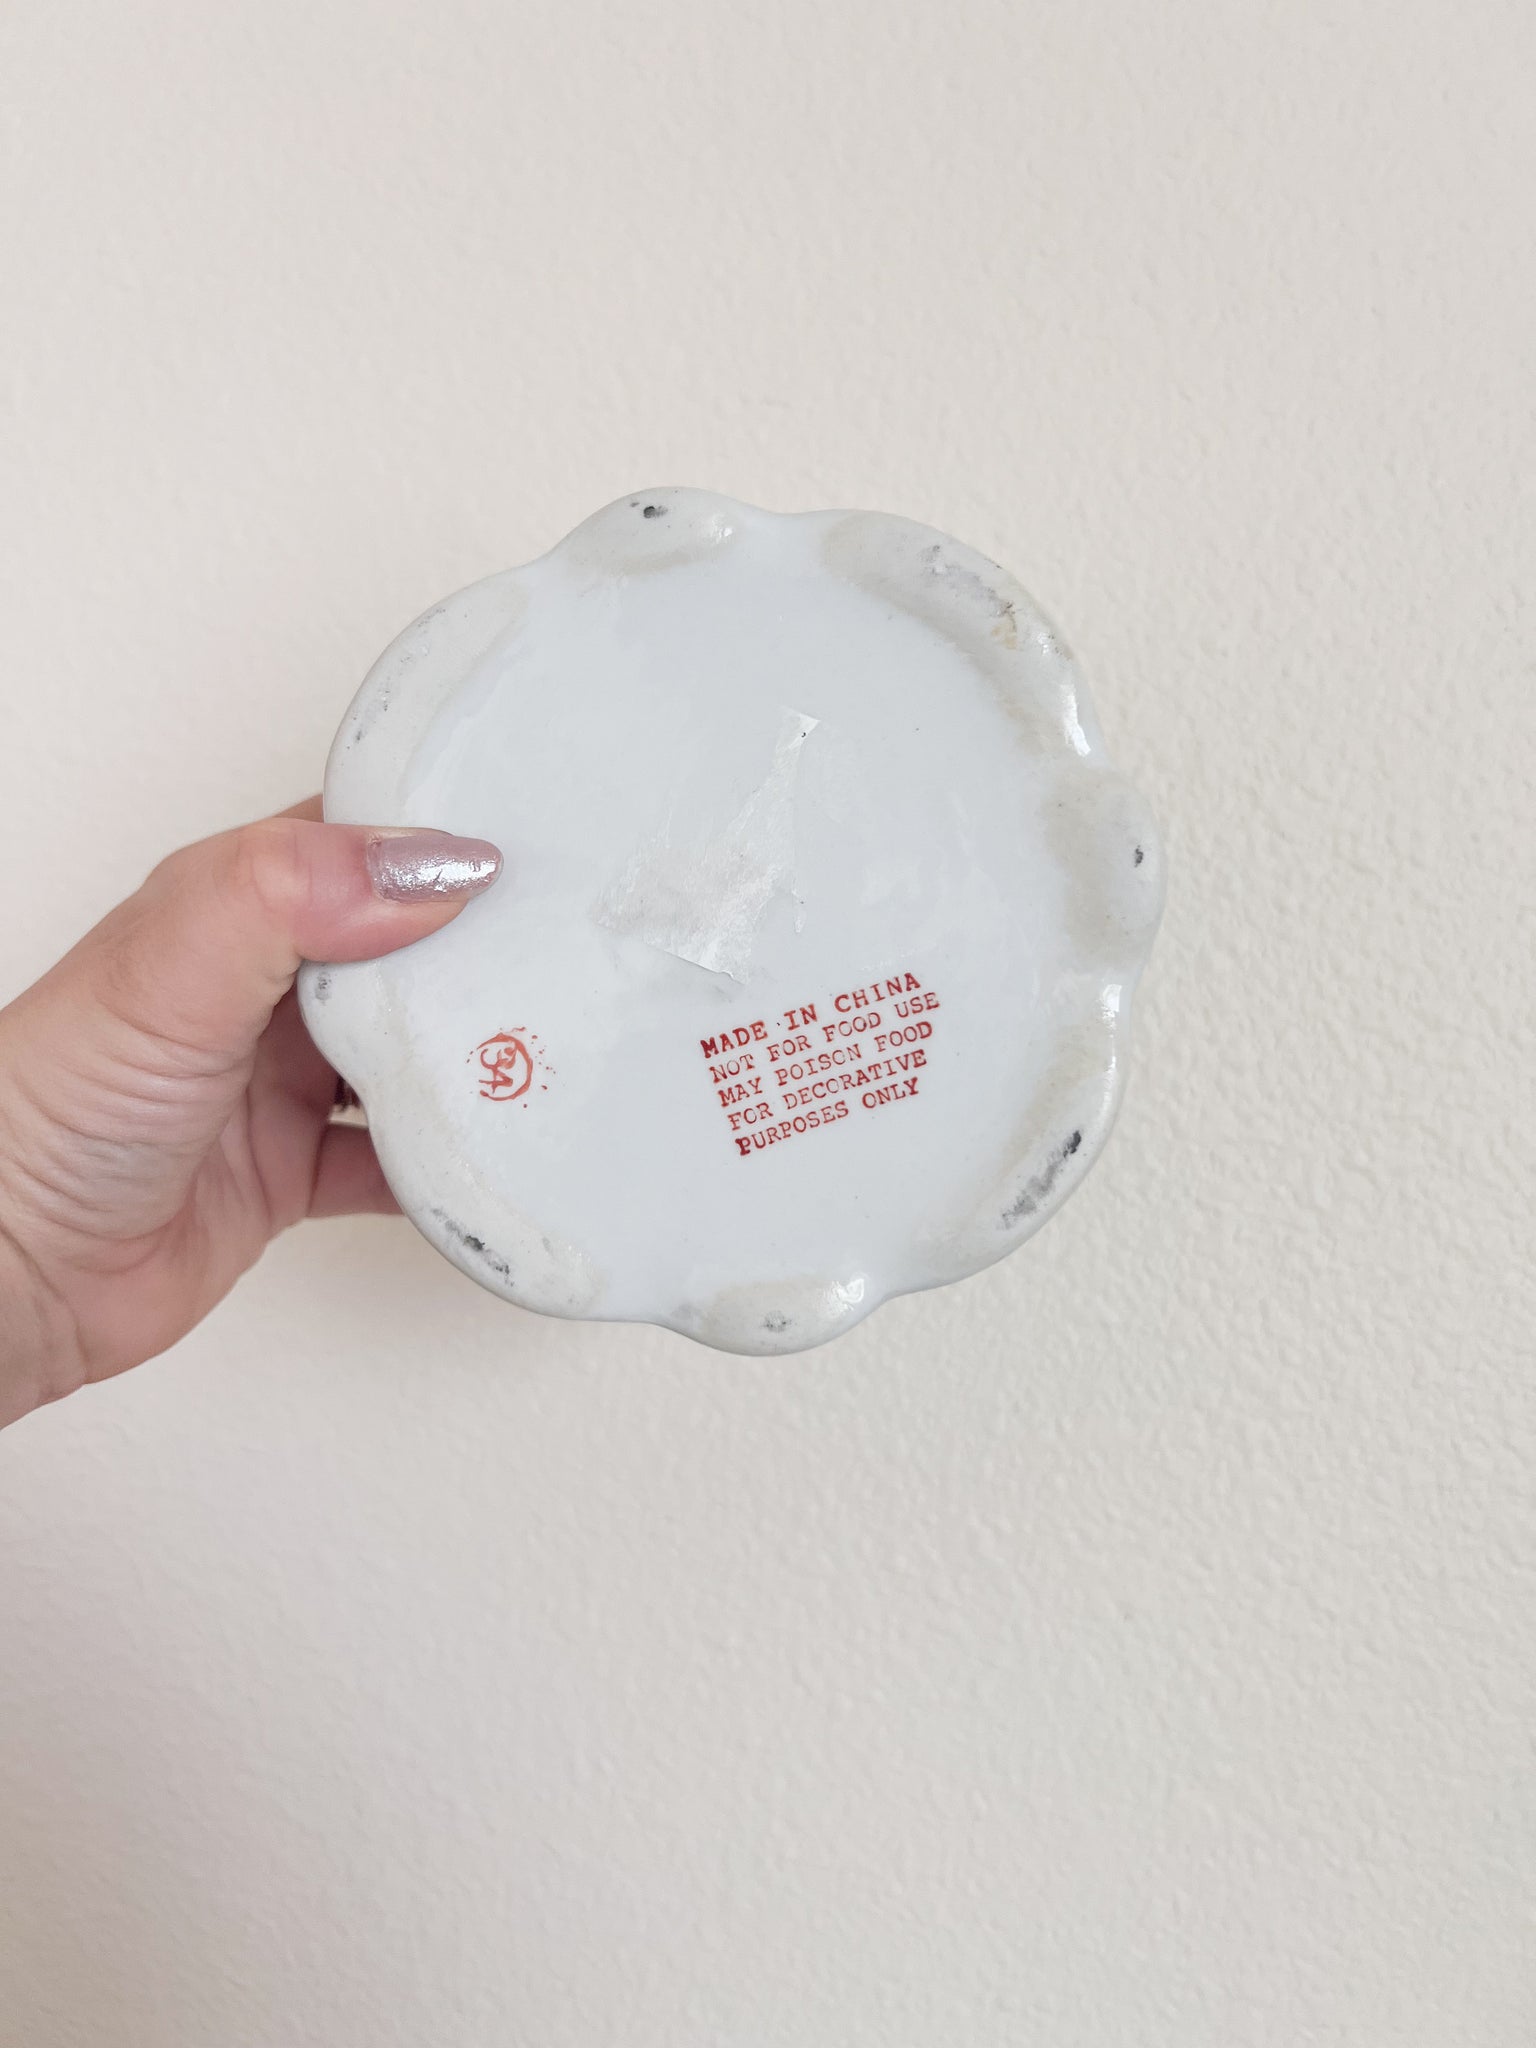 MADE IN CHINA
NOT FOR FOOD USE
MAY POISON FOOD
FOR DECORATIVE
PURPOSES ONLY